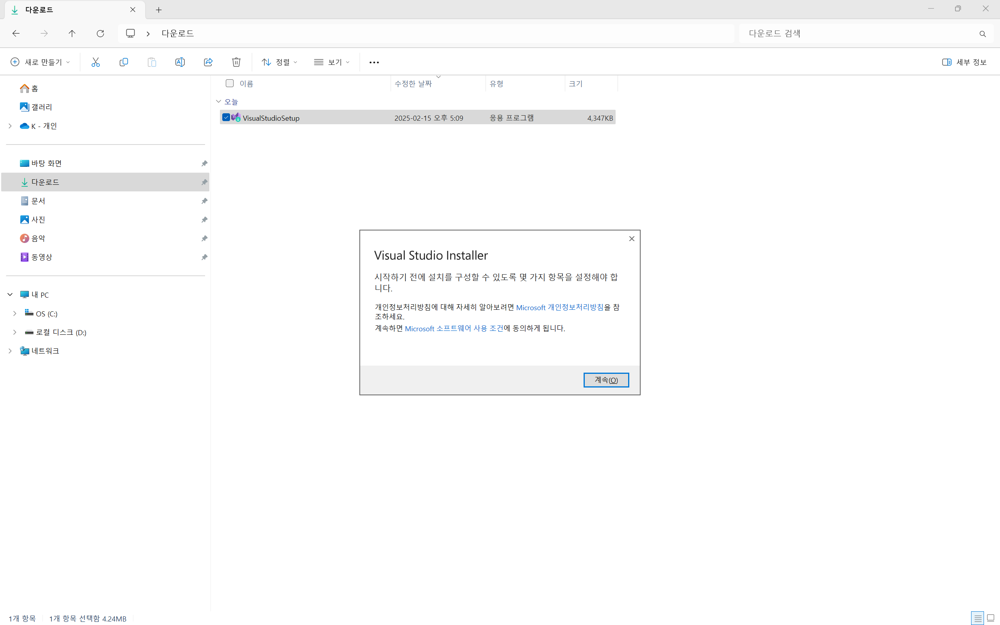 다운로드
다운로드
다운로드 검색
새로 만들기
정렬
보기
세부 정보
이름 수정한 날짜 유형 크기
오늘
VisualStudioSetup 2025-02-15 오후 5:09 응용 프로그램 4,347KB
홈
갤러리
K - 개인
바탕 화면
다운로드
문서
사진
음악
동영상
내 PC
OS (C:)
로컬 디스크 (D:)
네트워크
Visual Studio Installer
시작하기 전에 설치를 구성할 수 있도록 몇 가지 항목을 설정해야 합
니다.
개인정보처리방침에 대해 자세히 알아보려면 Microsoft 개인정보처리방침을 참
조하세요.
계속하면 Microsoft 소프트웨어 사용 조건에 동의하게 됩니다.
계속(O)
1개 항목 1개 항목 선택함 4.24MB